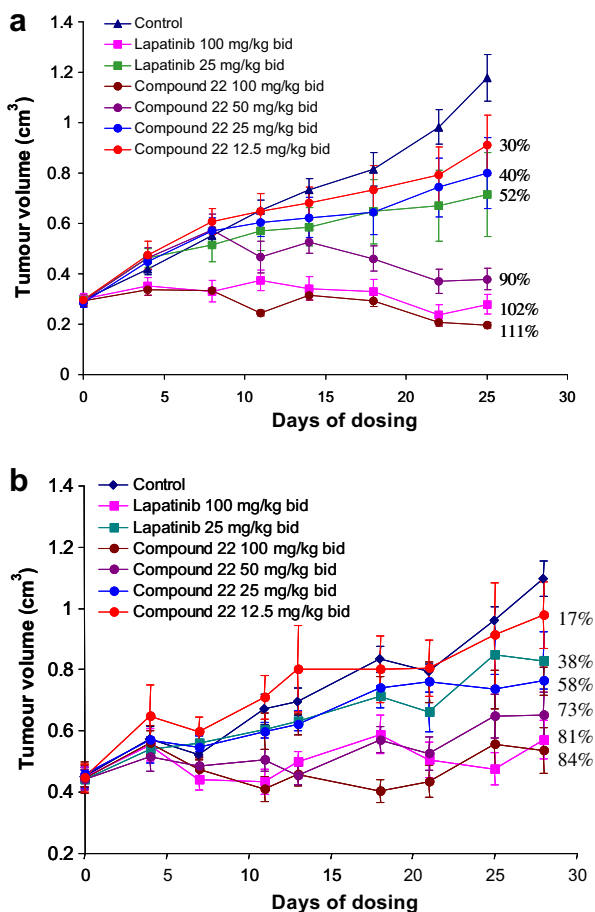 a
Control
Lapatinib 100 mg/kg bid
Lapatinib 25 mg/kg bid
Compound 22 100 mg/kg bid
Compound 22 50 mg/kg bid
Compound 22 25 mg/kg bid
Compound 22 12.5 mg/kg bid
Tumour volume (cm³)
1.4
1.2
1
0.8
0.6
0.4
0.2
0
30%
40%
52%
90%
102%
111%
0 5 10 15 20 25 30
Days of dosing
b
Control
Lapatinib 100 mg/kg bid
Lapatinib 25 mg/kg bid
Compound 22 100 mg/kg bid
Compound 22 50 mg/kg bid
Compound 22 25 mg/kg bid
Compound 22 12.5 mg/kg bid
Tumour volume (cm³)
1.4
1.2
1
0.8
0.6
0.4
0.2
17%
38%
58%
73%
81%
84%
0 5 10 15 20 25 30
Days of dosing